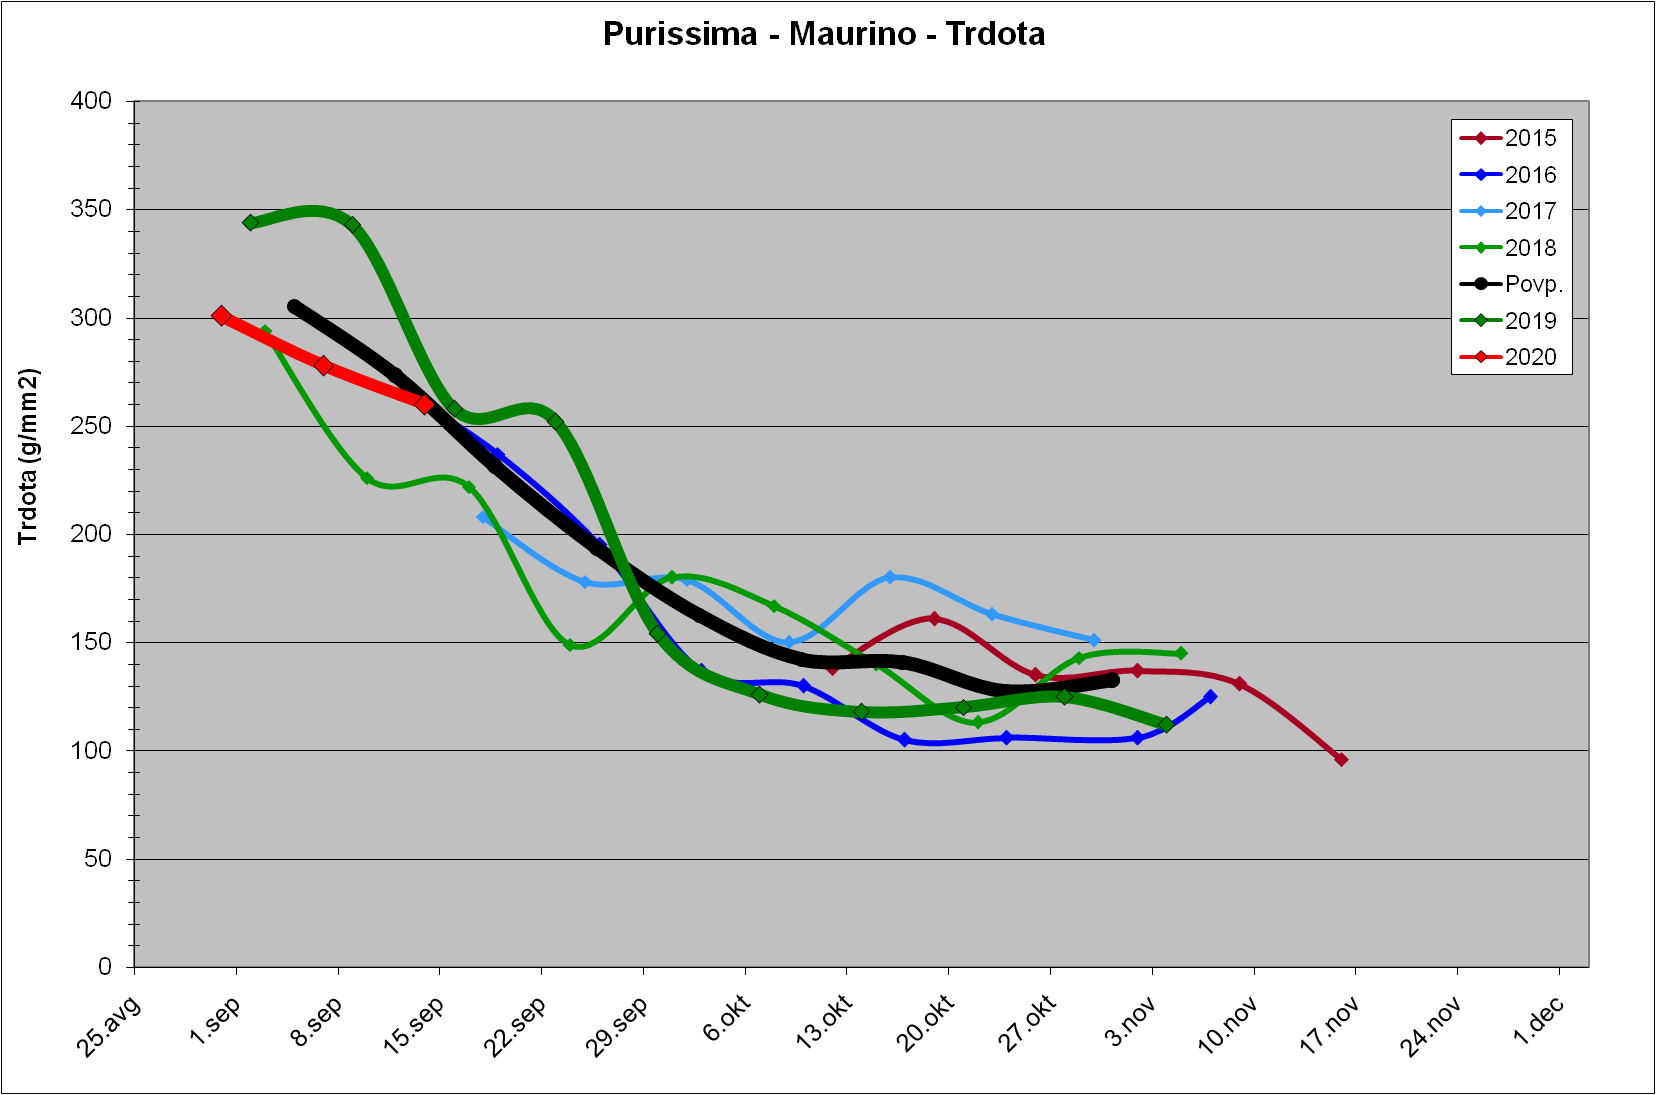 Purissima - Maurino - Trdota
400
350
300
250
200
150
100
50
0
Trdota (g/mm2)
2015
2016
2017
2018
Povp.
2019
2020
25.avg
1.sep
8.sep
15.sep
22.sep
29.sep
6.okt
13.okt
20.okt
27.okt
3.nov
10.nov
17.nov
24.nov
1.dec